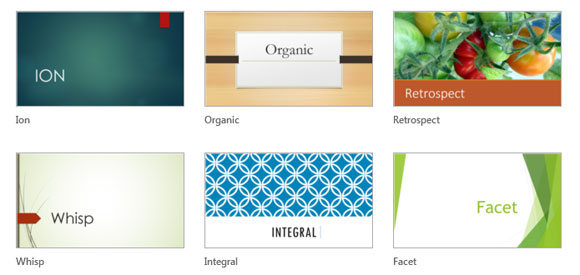 ION
Organic
Retrospect
Ion
Organic
Retrospect
Whisp
INTEGRAL
Facet
Whisp
Integral
Facet